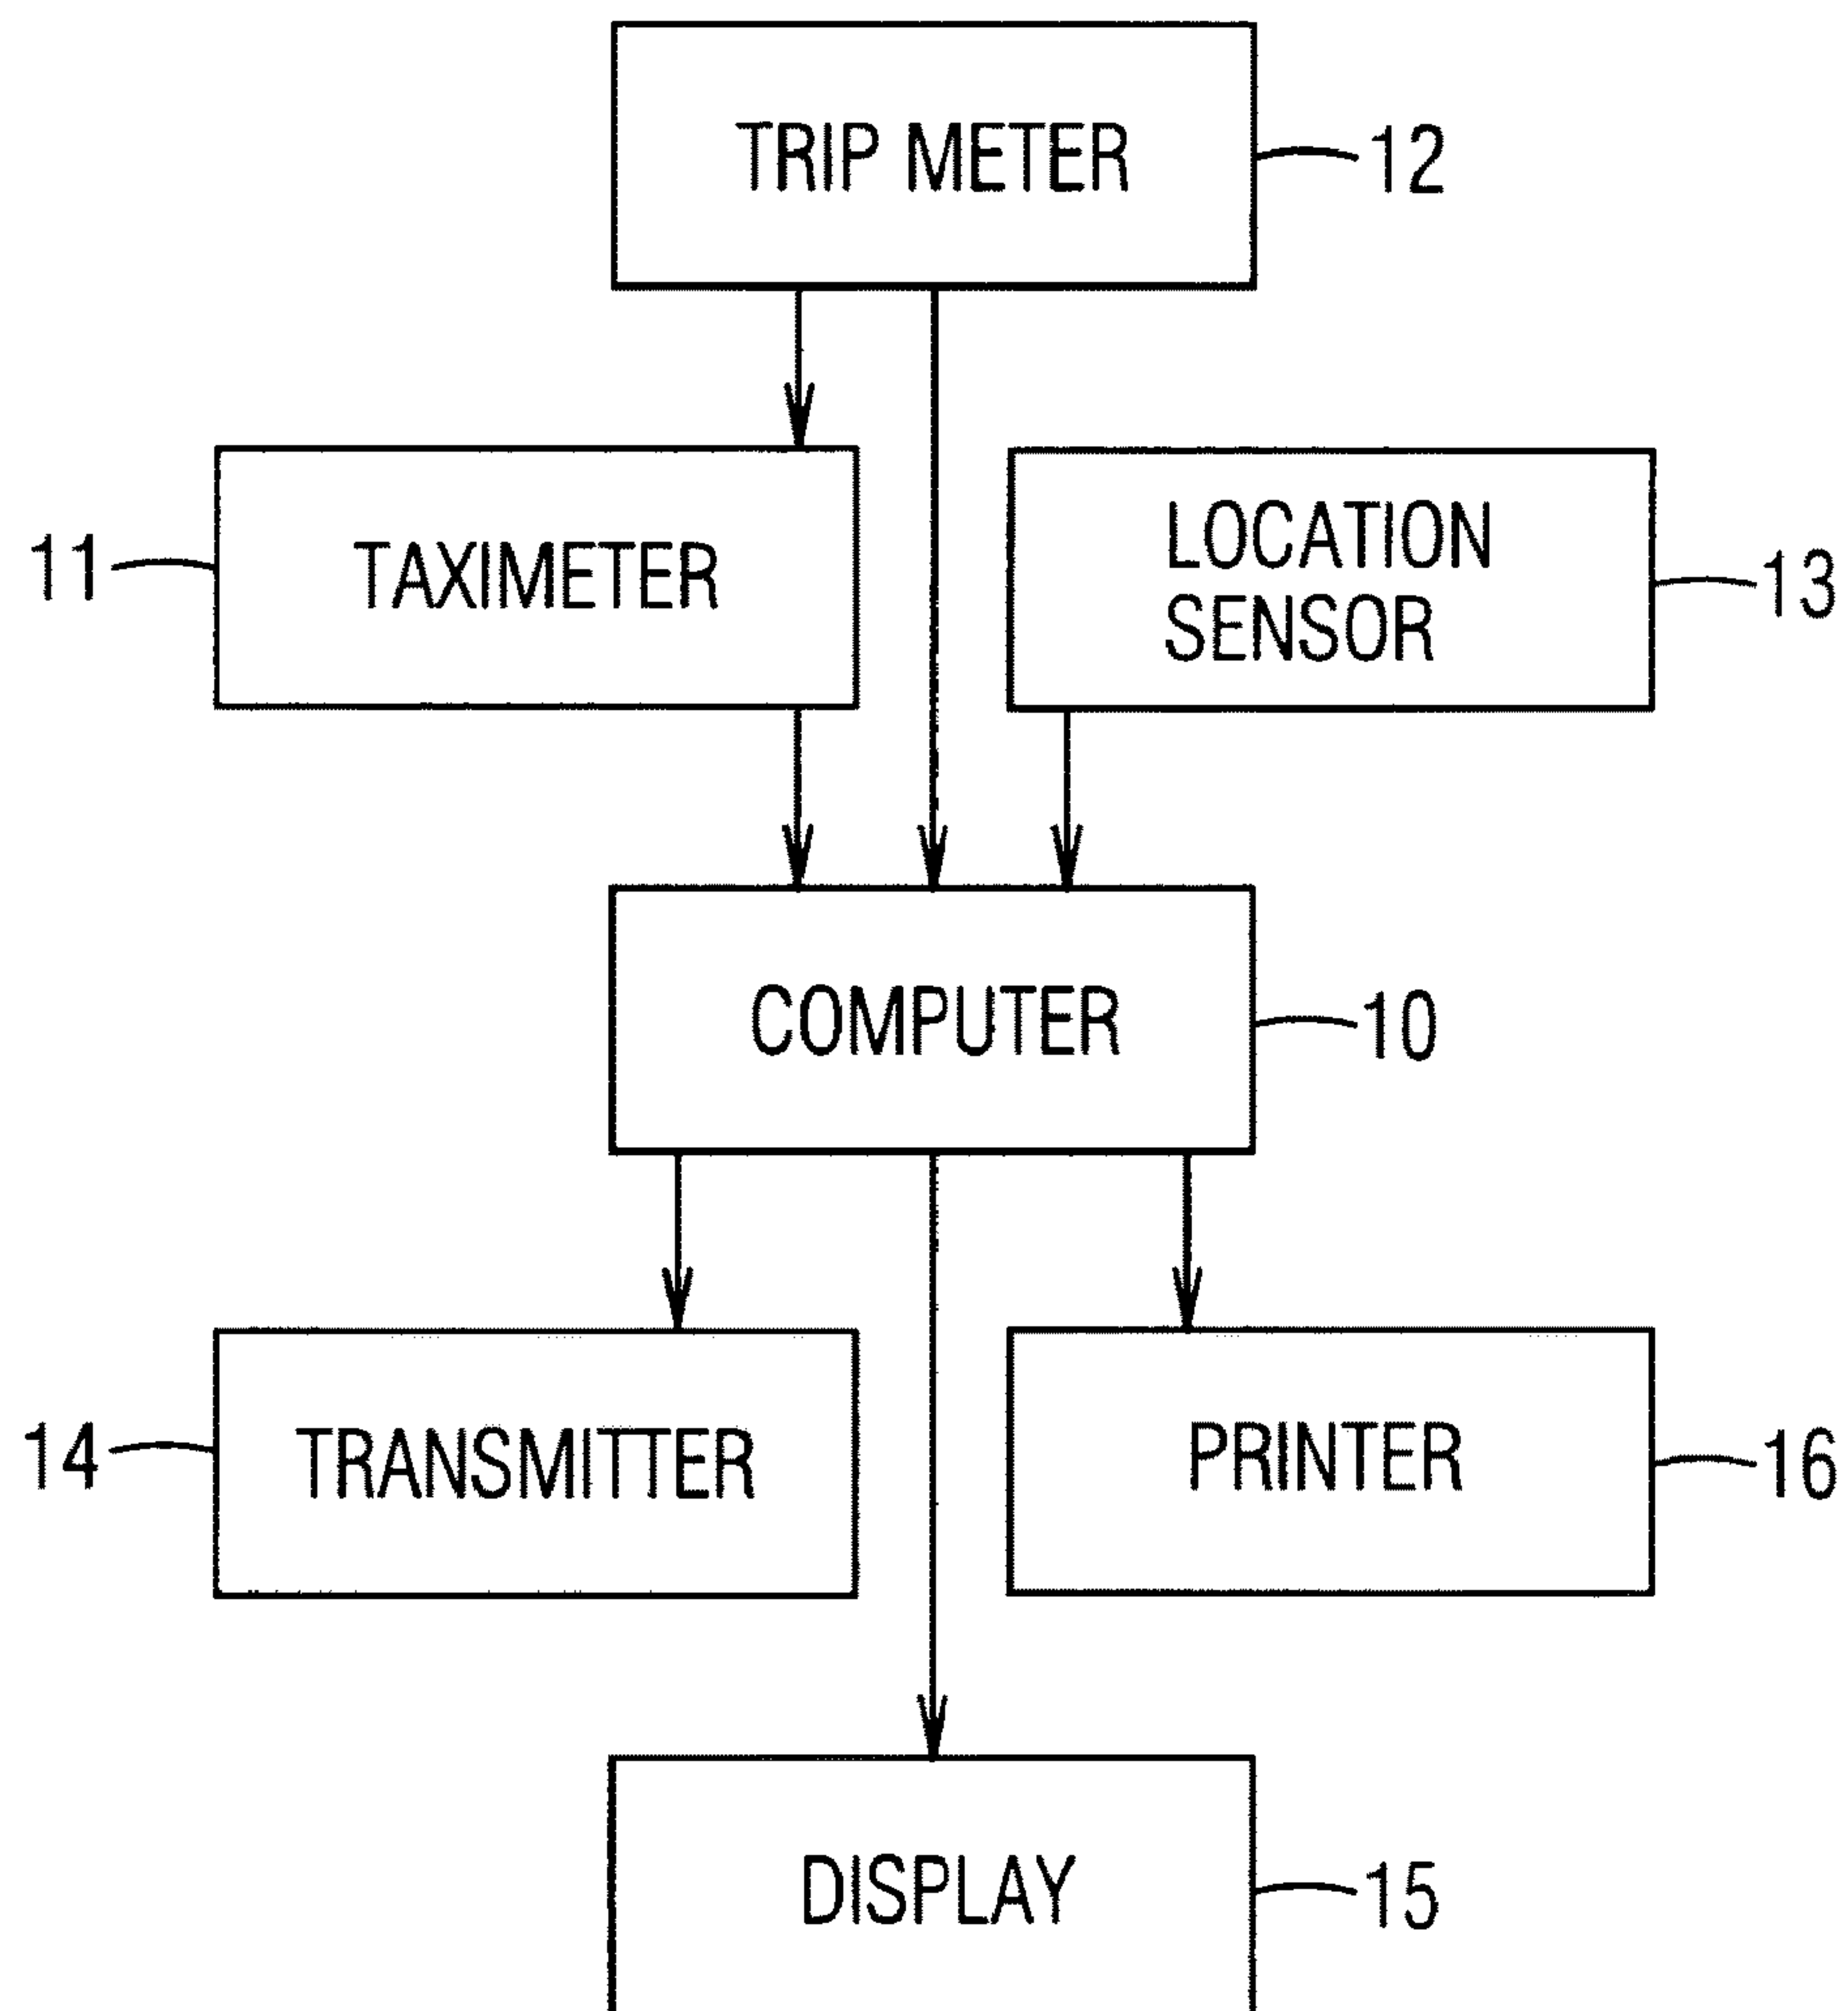 TRIP METER
12
11
TAXIMETER
LOCATION
SENSOR
13
COMPUTER
10
14
TRANSMITTER
PRINTER
16
DISPLAY
15